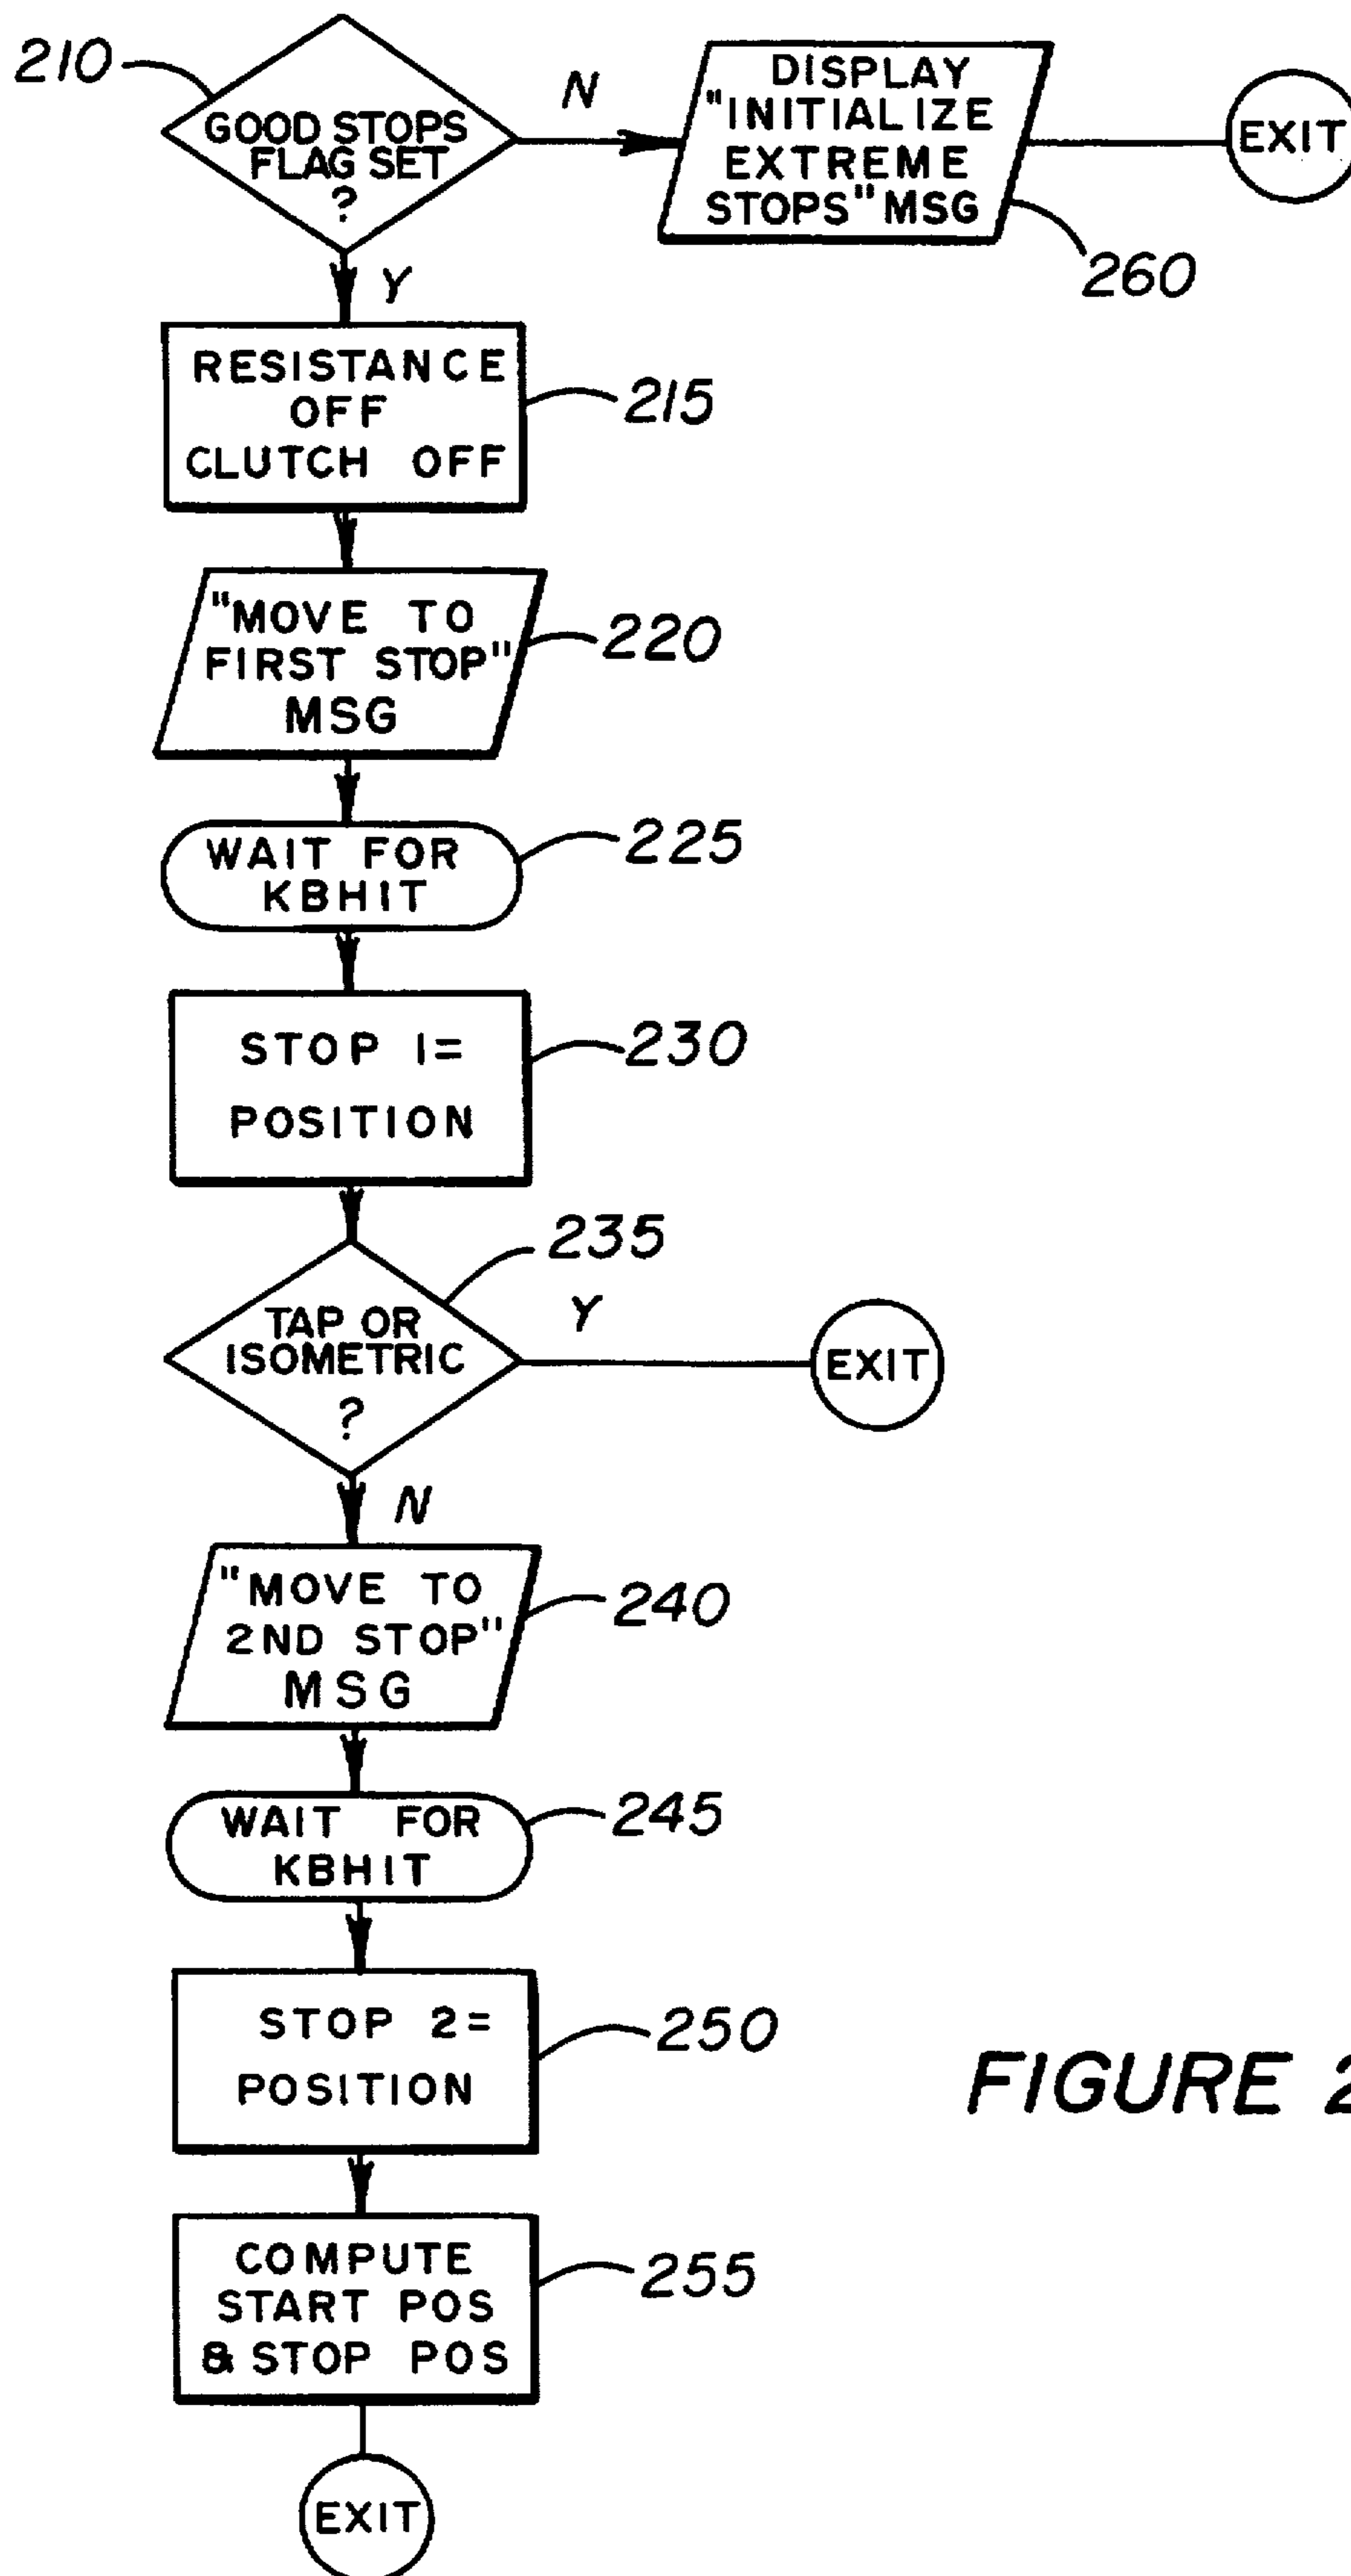 210
GOOD STOPS
FLAG SET
?
N
DISPLAY
"INITIALIZE
EXTREME
STOPS" MSG
EXIT
260
Y
RESISTANCE
OFF
CLUTCH OFF
215
"MOVE TO
FIRST STOP"
MSG
220
WAIT FOR
KBHIT
225
STOP 1=
POSITION
230
235
TAP OR
ISOMETRIC
?
Y
EXIT
N
"MOVE TO
2ND STOP"
MSG
240
WAIT FOR
KBHIT
245
STOP 2=
POSITION
250
FIGURE 2
COMPUTE
START POS
& STOP POS
255
EXIT